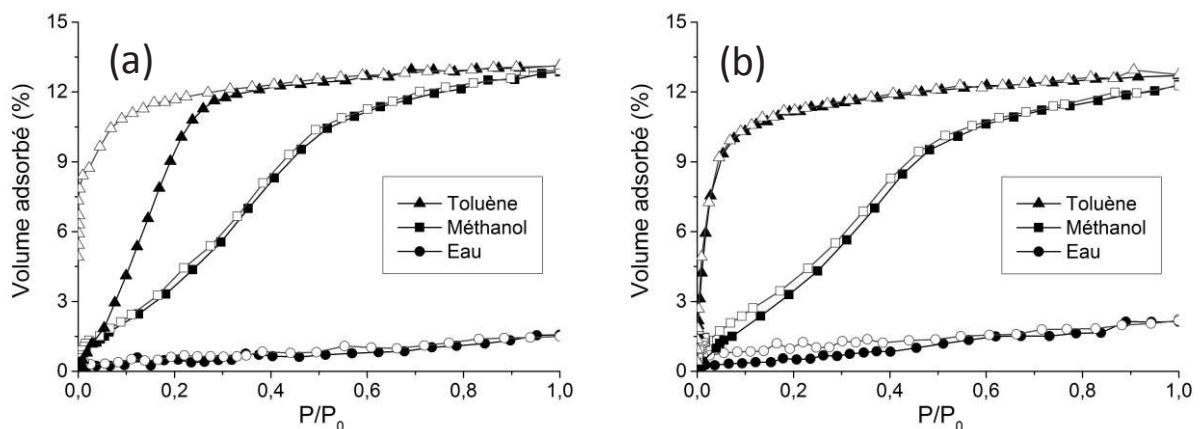 (a)
Volume adsorbé (%)
15
12
9
6
3
0
Toluène
Méthanol
Eau
0,0 0,2 0,4 0,6 0,8 1,0
P/P0
(b)
Volume adsorbé (%)
15
12
9
6
3
0
Toluène
Méthanol
Eau
0,0 0,2 0,4 0,6 0,8 1,0
P/P0